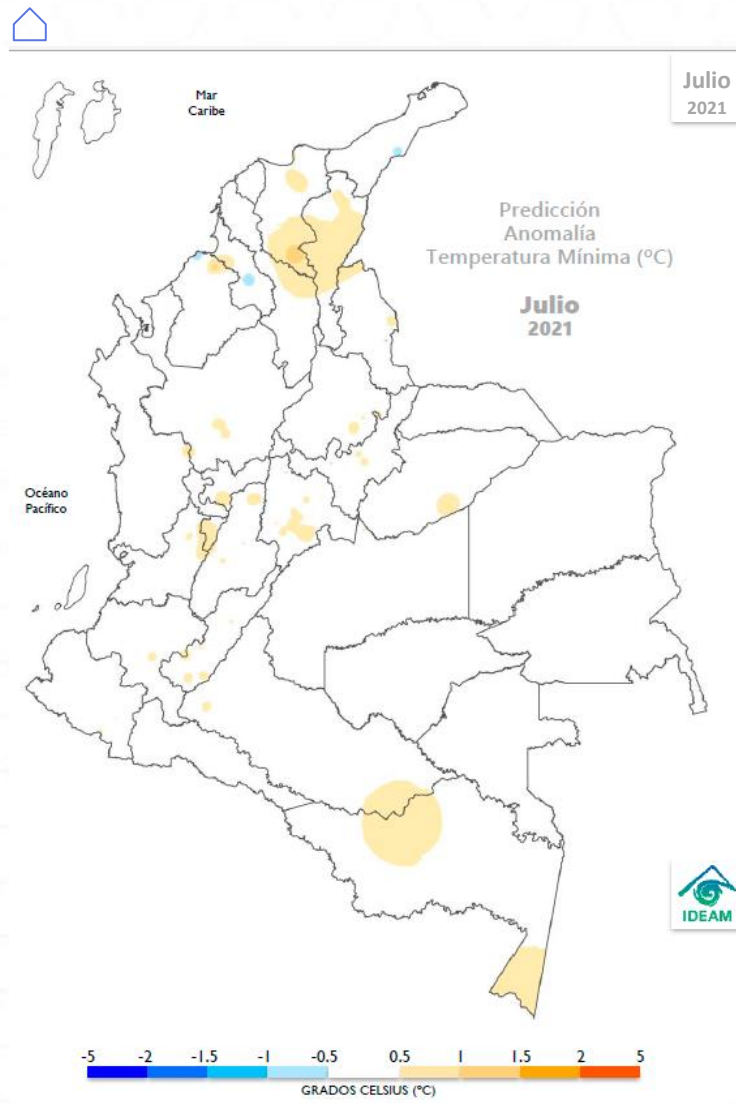 Julio
2021
Mar
Caribe
Predicción
Anomalía
Temperatura Mínima (ºC)
Julio
2021
Océano
Pacífico
IDEAM
-5 -2 -1.5 -1 -0.5 0.5 1 1.5 2 5
GRADOS CELSIUS (ºC)